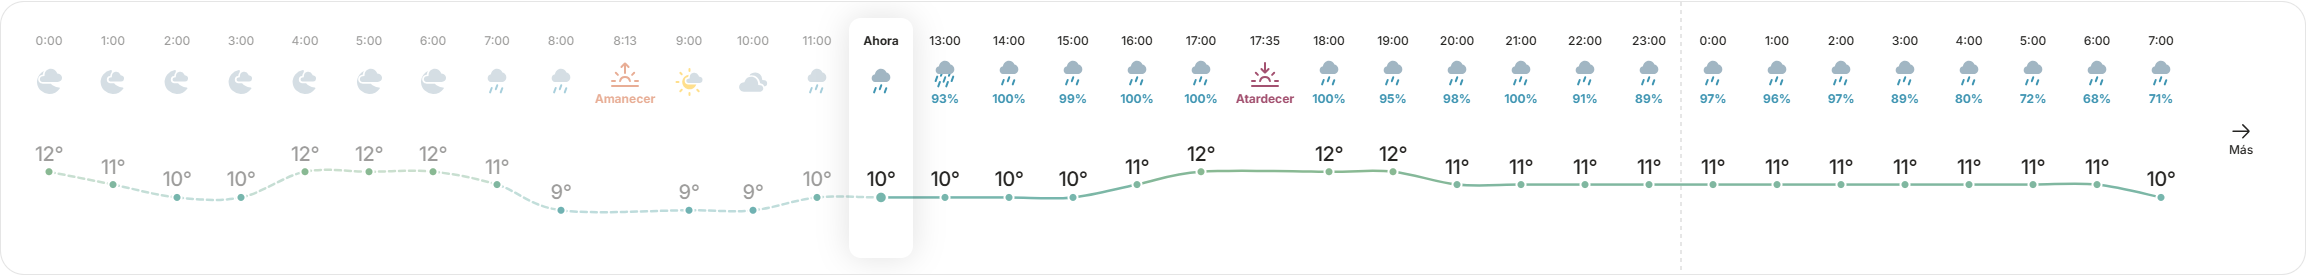 0:00 1:00 2:00 3:00 4:00 5:00 6:00 7:00 8:00 8:13 9:00 10:00 11:00 Ahora 13:00 14:00 15:00 16:00 17:00 17:35 18:00 19:00 20:00 21:00 22:00 23:00 0:00 1:00 2:00 3:00 4:00 5:00 6:00 7:00
Amanecer 93% 100% 99% 100% 100% Atardecer 100% 95% 98% 100% 91% 89% 97% 96% 97% 89% 80% 72% 68% 71%
12° 11° 10° 10° 12° 12° 12° 11° 9° 9° 9° 10° 10° 10° 10° 10° 11° 12° 12° 12° 11° 11° 11° 11° 11° 11° 11° 11° 11° 11° 11° 10°
Más